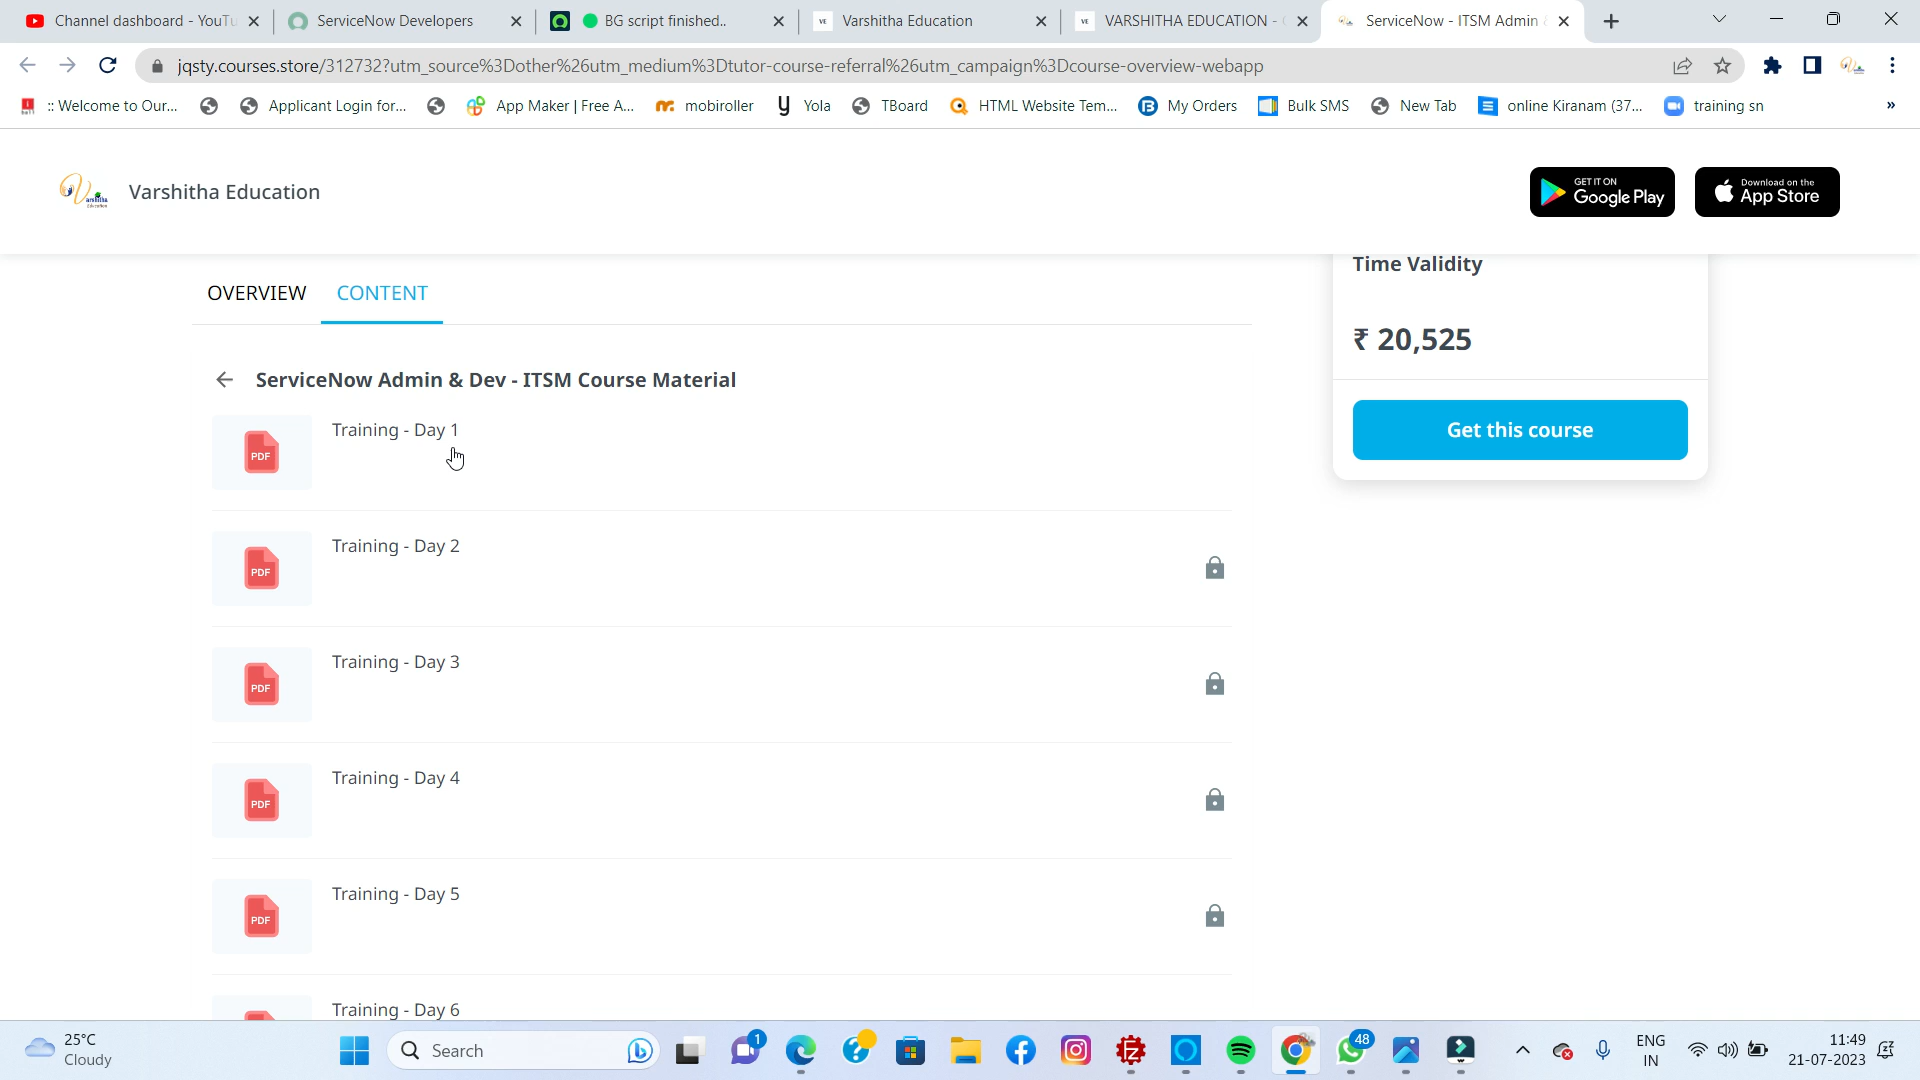 Channel dashboard - YouTu
ServiceNow Developers
BG script finished..
Varshitha Education
VARSHITHA EDUCATION -
ServiceNow - ITSM Admin
jqsty.courses.store/312732?utm_source%3Dother%26utm_medium%3Dtutor-course-referral%26utm_campaign%3Dcourse-overview-webapp
:: Welcome to Our...
Applicant Login for...
App Maker | Free A...
mobiroller
Yola
TBoard
HTML Website Tem...
My Orders
Bulk SMS
New Tab
online Kiranam (37...
training sn
»
Varshitha Education
GET IT ON
Google Play
Download on the
App Store
OVERVIEW
CONTENT
Time Validity
₹ 20,525
Get this course
ServiceNow Admin & Dev - ITSM Course Material
PDF
Training - Day 1
PDF
Training - Day 2
PDF
Training - Day 3
PDF
Training - Day 4
PDF
Training - Day 5
Training - Day 6
25°C
Cloudy
Search
1
48
ENG
IN
11:49
21-07-2023